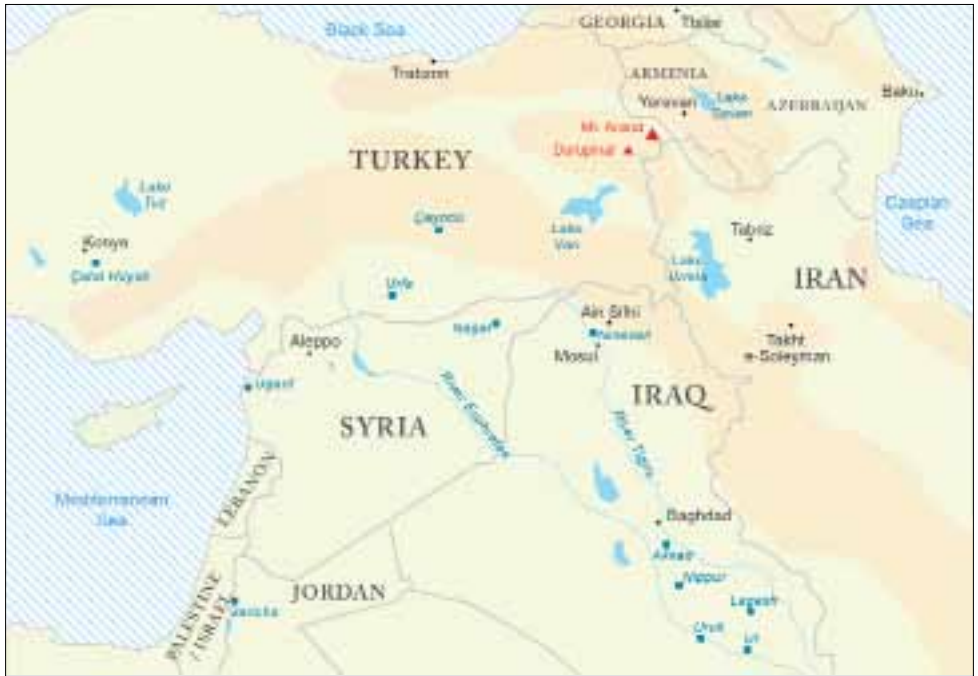 Black Sea
GEORGIA
Tbilisi
Trabzon
ARMENIA
Yerevan
Lake
Sevan
AZERBAIJAN
Baku
Mt. Ararat
Durupinar
TURKEY
Lake
Tuz
Konya
Çatal Hüyük
Çayönü
Lake
Van
Tabriz
Lake
Urmia
Caspian
Sea
IRAN
Urfa
Aleppo
Nagar
Ain Sifni
Nineveh
Mosul
Takht
e-Soleyman
Ugarit
SYRIA
River Euphrates
IRAQ
River Tigris
LEBANON
Mediterranean
Sea
Baghdad
Akkad
Nippur
Lagash
Uruk
Ur
JORDAN
Jericho
PALESTINE
/ ISRAEL